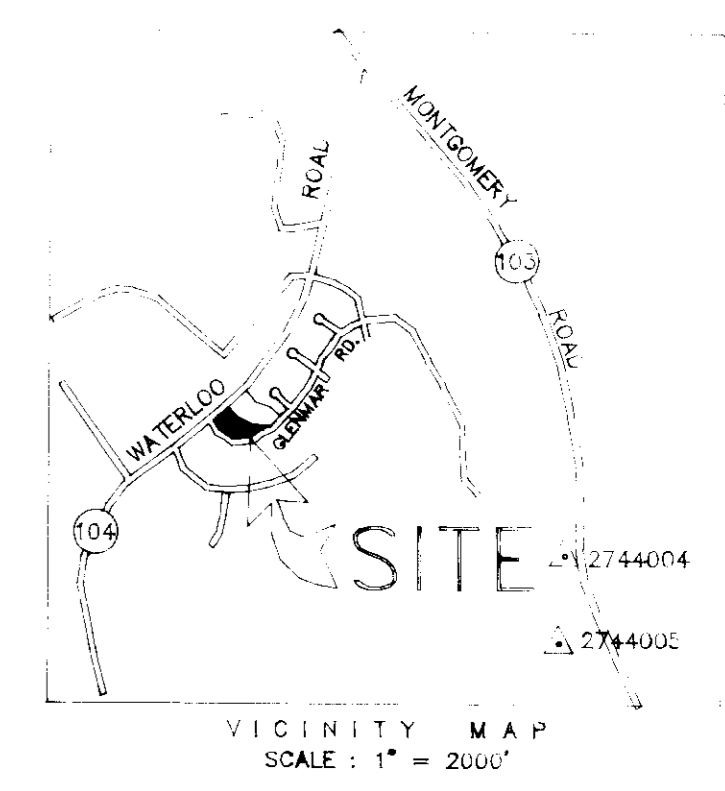 MONTGOMERY
ROAD
103
ROAD
WATERLOO
GLENMAR RD.
104
SITE
2744004
2744005
VICINITY MAP
SCALE : 1" = 2000'